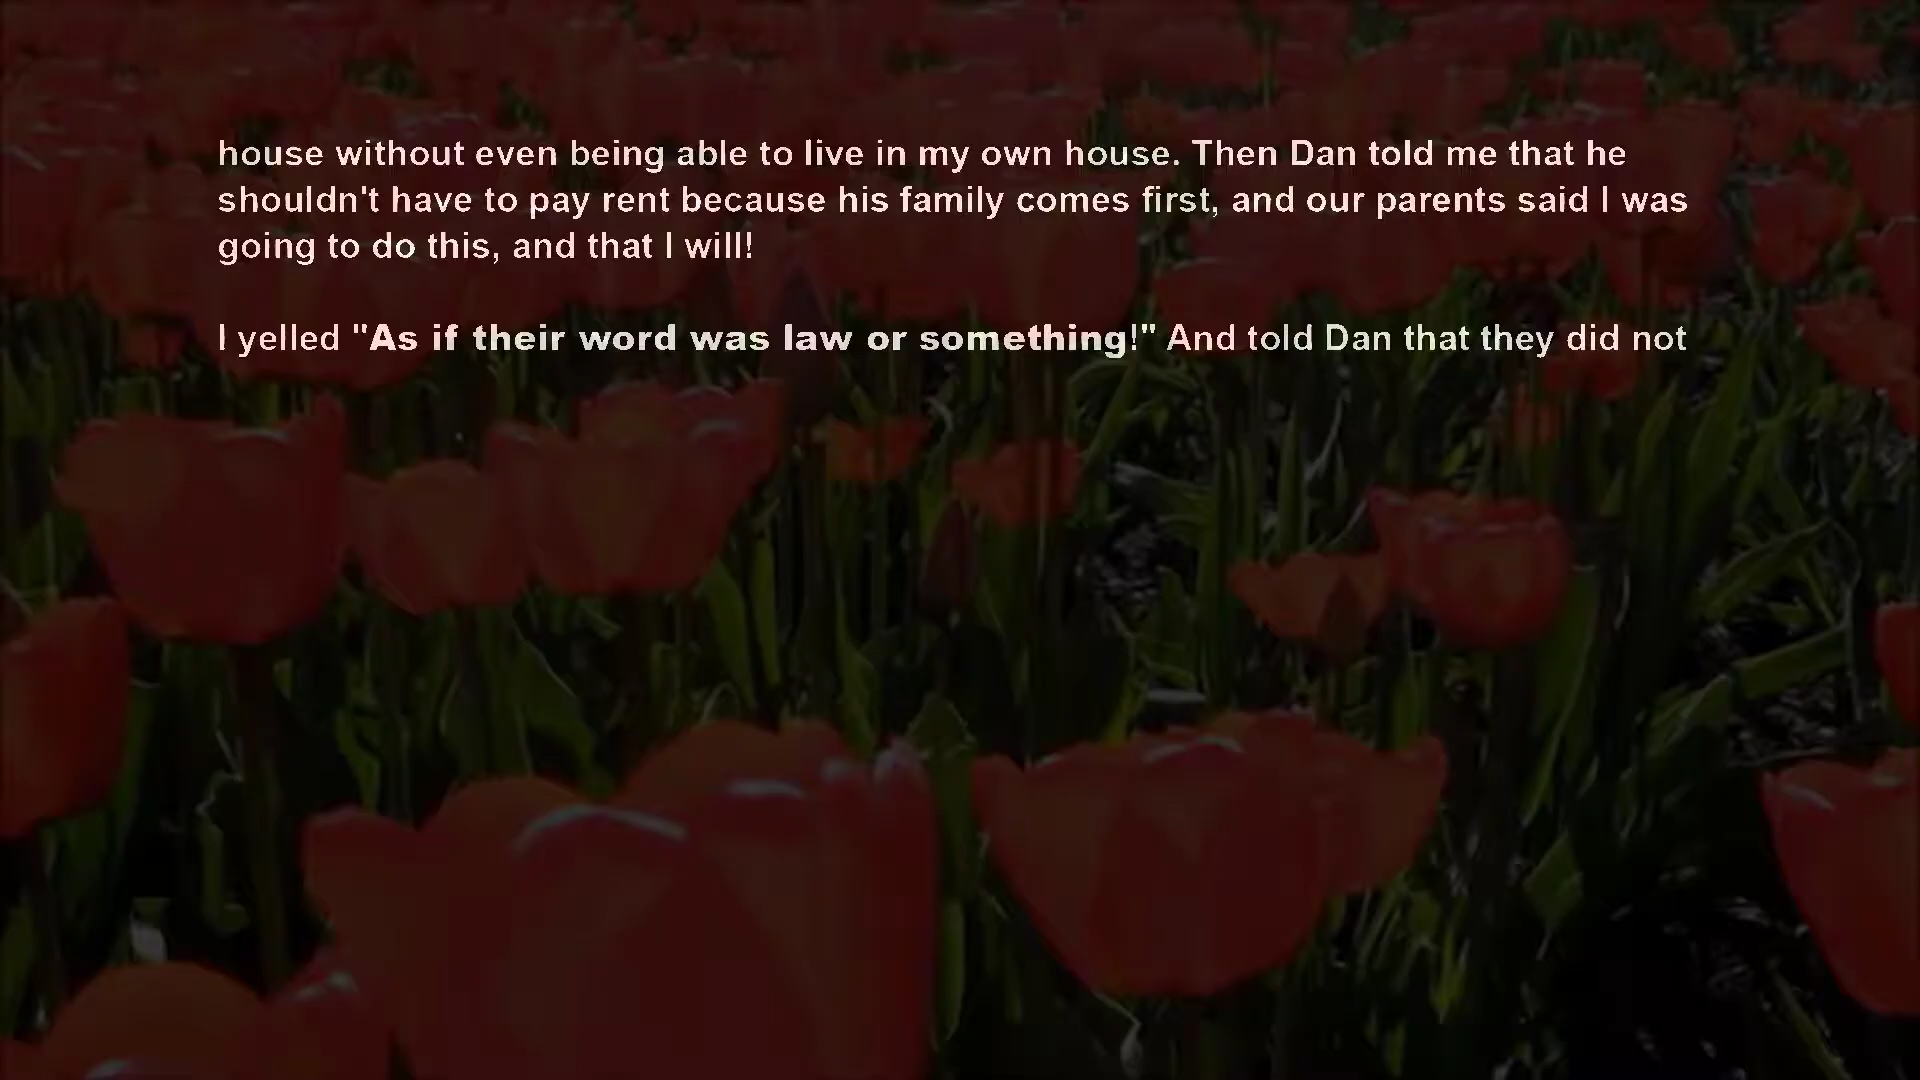 house without even being able to live in my own house. Then Dan told me that he
shouldn't have to pay rent because his family comes first, and our parents said I was
going to do this, and that I will!
I yelled "As if their word was law or something!" And told Dan that they did not